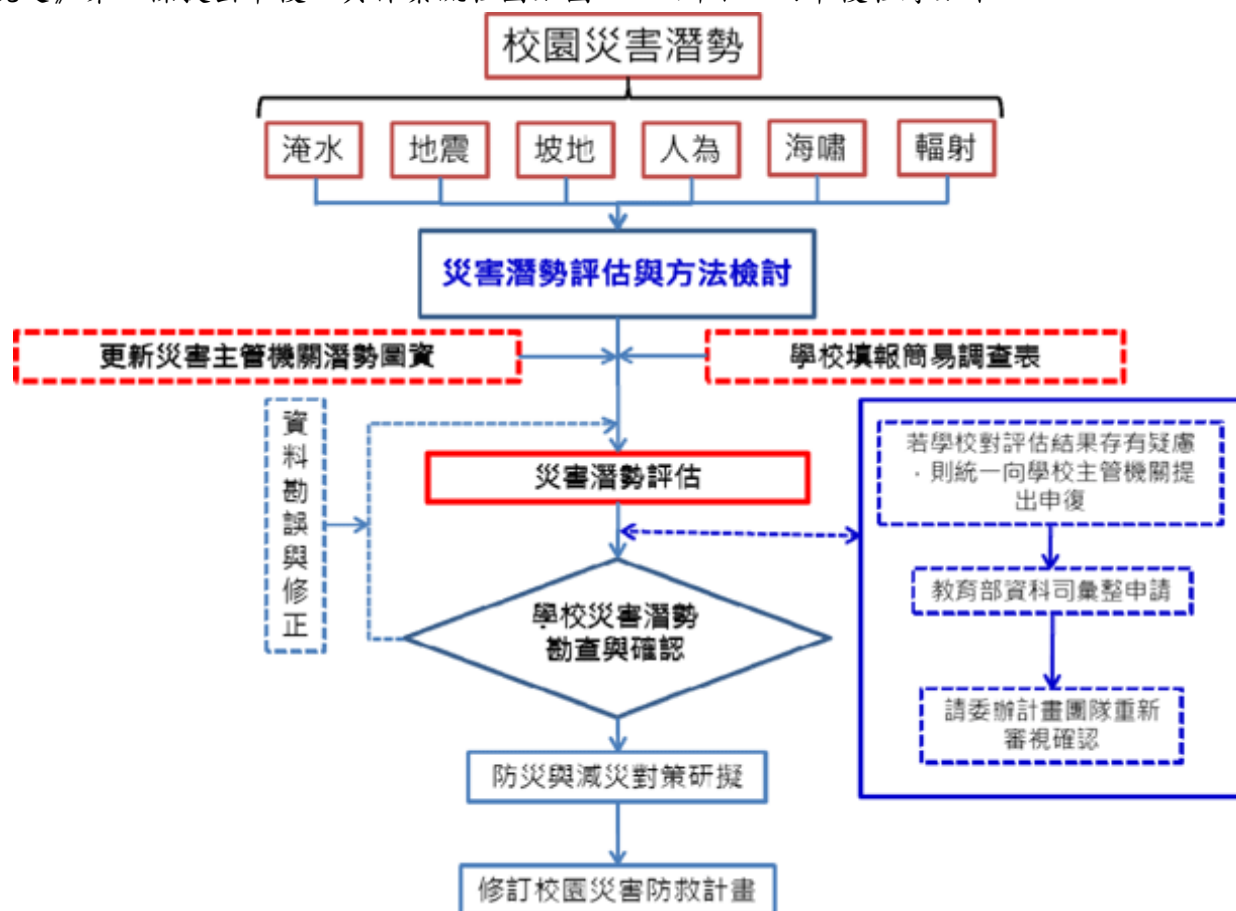 校園災害潛勢
淹水
地震
坡地
人為
海嘯
輻射
災害潛勢評估與方法檢討
更新災害主管機關潛勢圖資
學校填報簡易調查表
資料勘誤與修正
災害潛勢評估
若學校對評估結果存有疑慮
，則統一向學校主管機關提
出申復
教育部資科司彙整申請
學校災害潛勢
勘查與確認
請委辦計畫團隊重新
審視確認
防災與減災對策研擬
修訂校園災害防救計畫